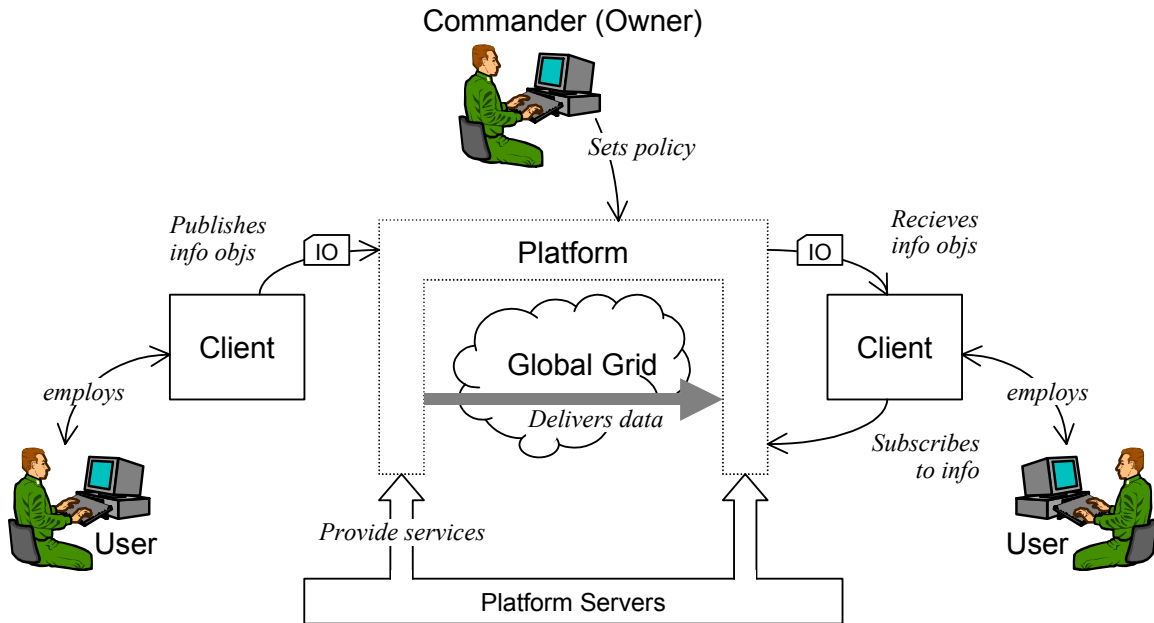 Commander (Owner)
Sets policy
Publishes
info objs
IO
Platform
IO
Recieves
info objs
Client
Global Grid
Client
employs
Delivers data
employs
Subscribes
to info
User
Provide services
User
Platform Servers